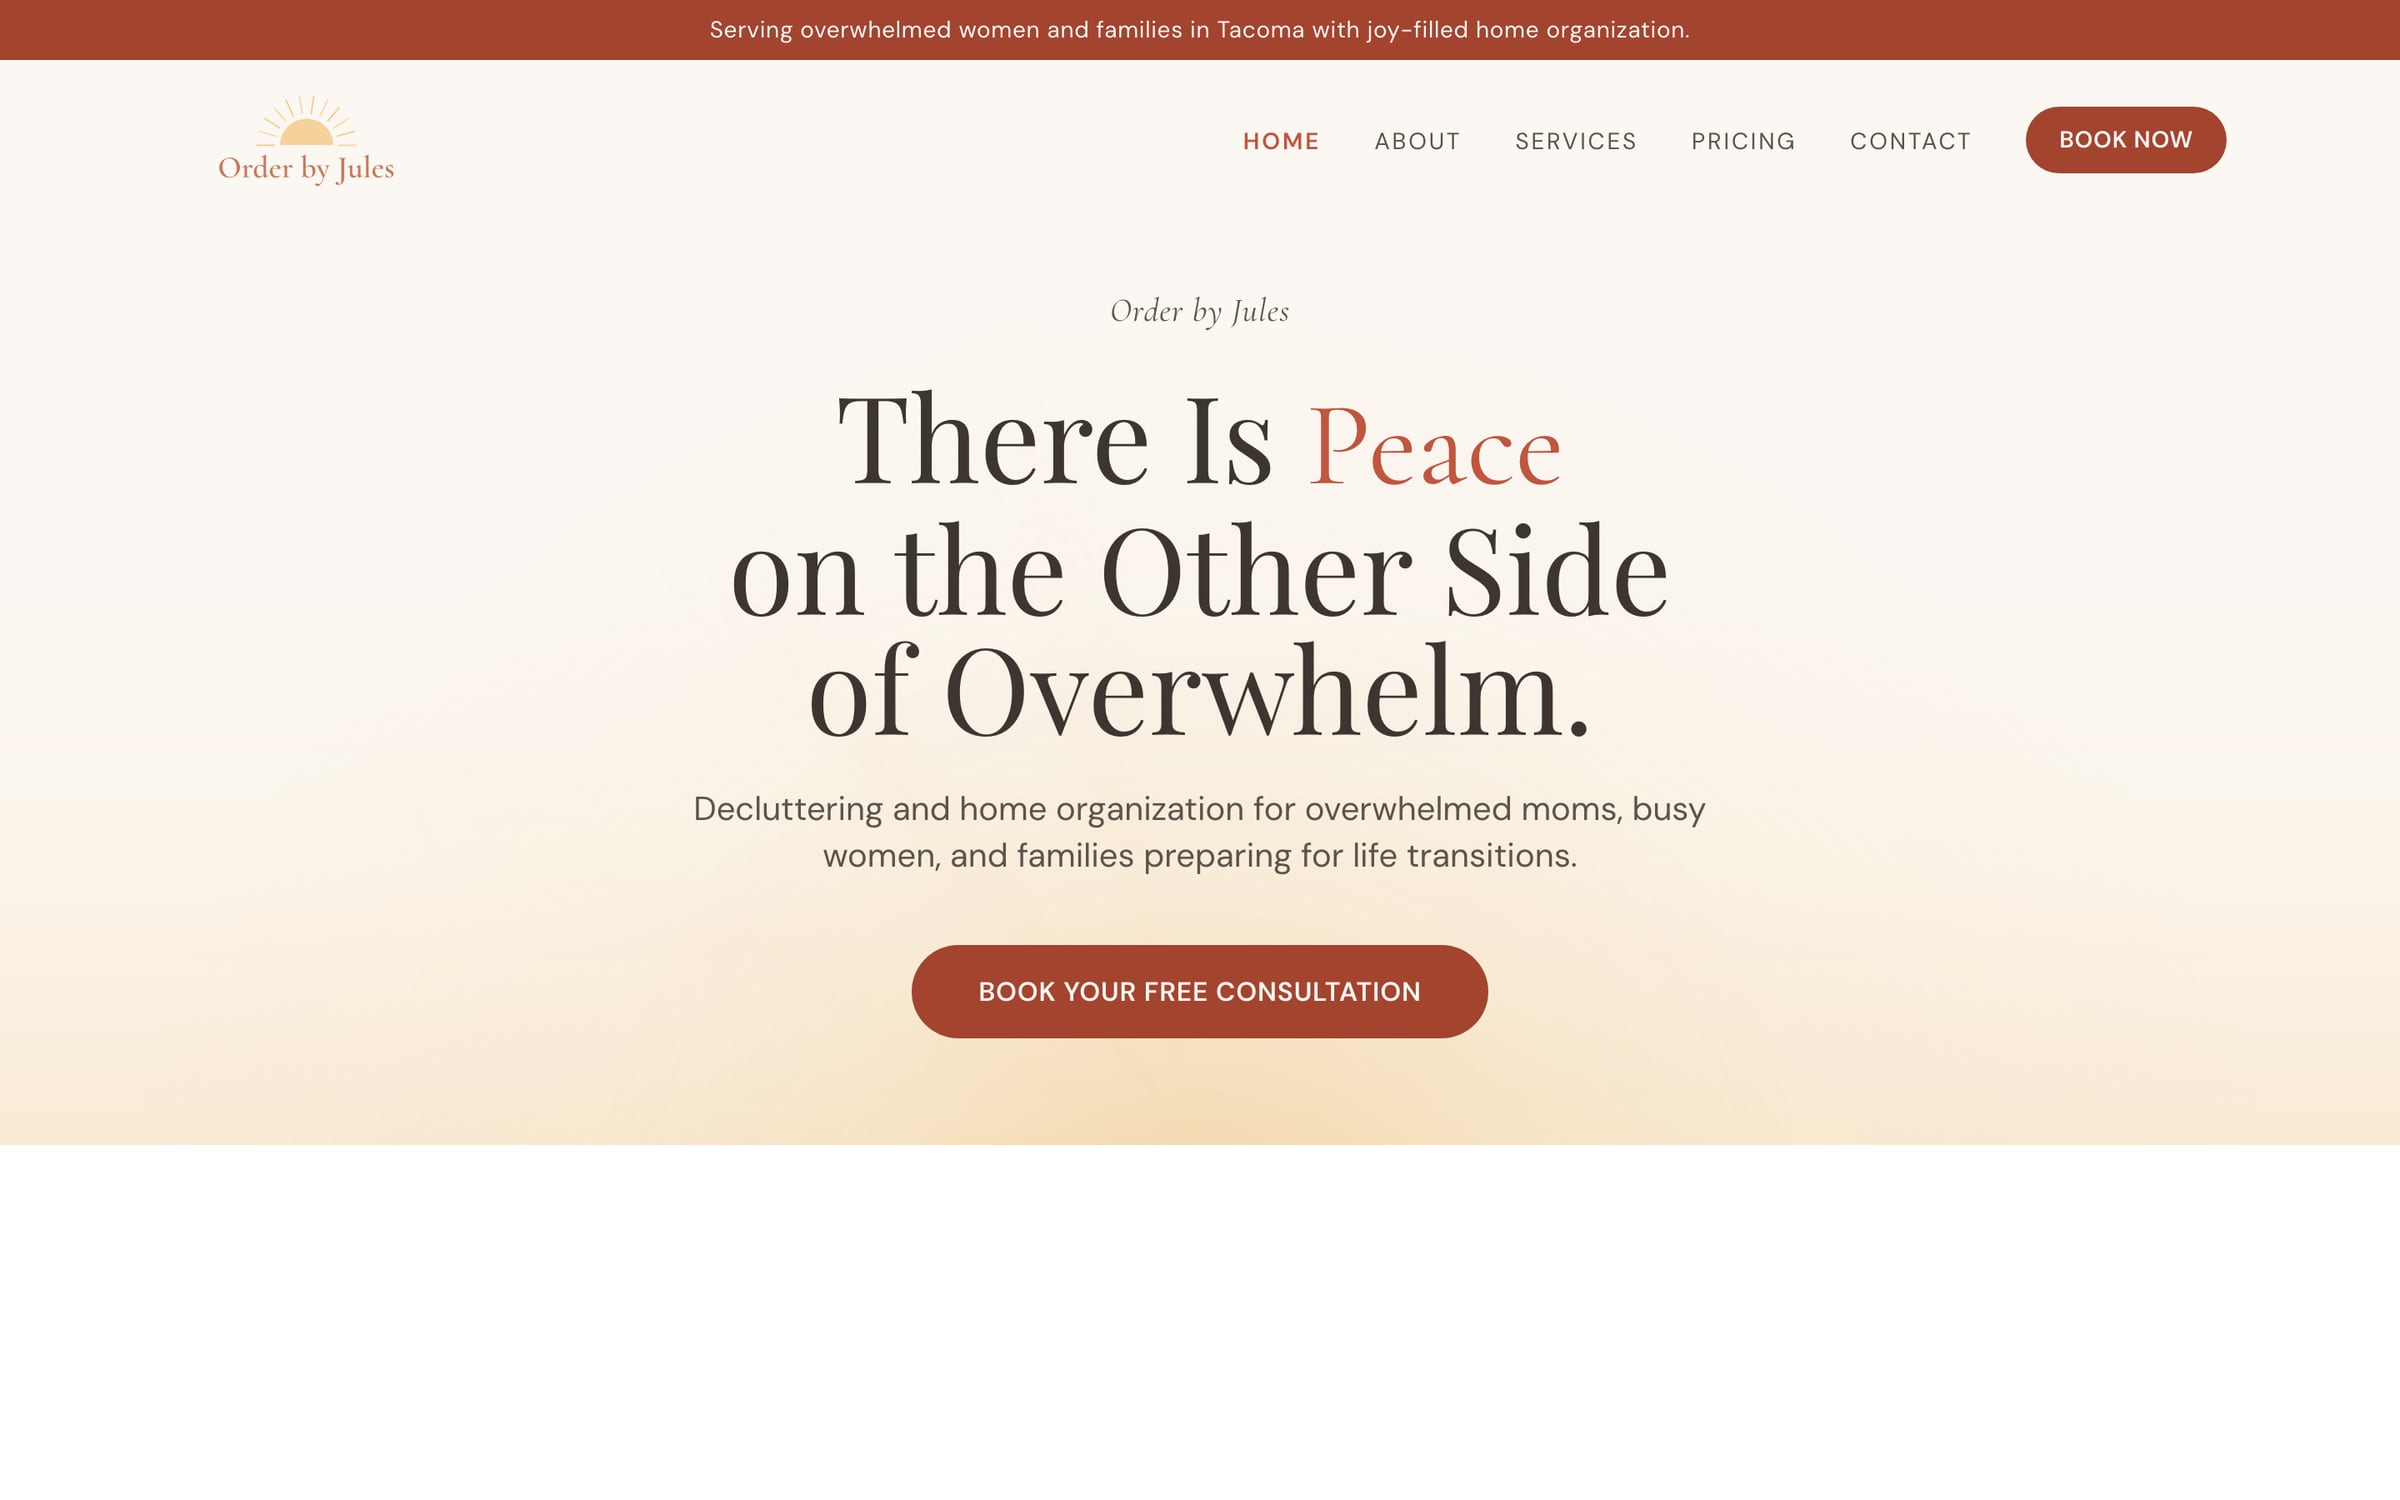 Serving overwhelmed women and families in Tacoma with joy-filled home organization.
Order by Jules
HOME ABOUT SERVICES PRICING CONTACT BOOK NOW
Order by Jules
There Is Peace
on the Other Side
of Overwhelm.
Decluttering and home organization for overwhelmed moms, busy
women, and families preparing for life transitions.
BOOK YOUR FREE CONSULTATION